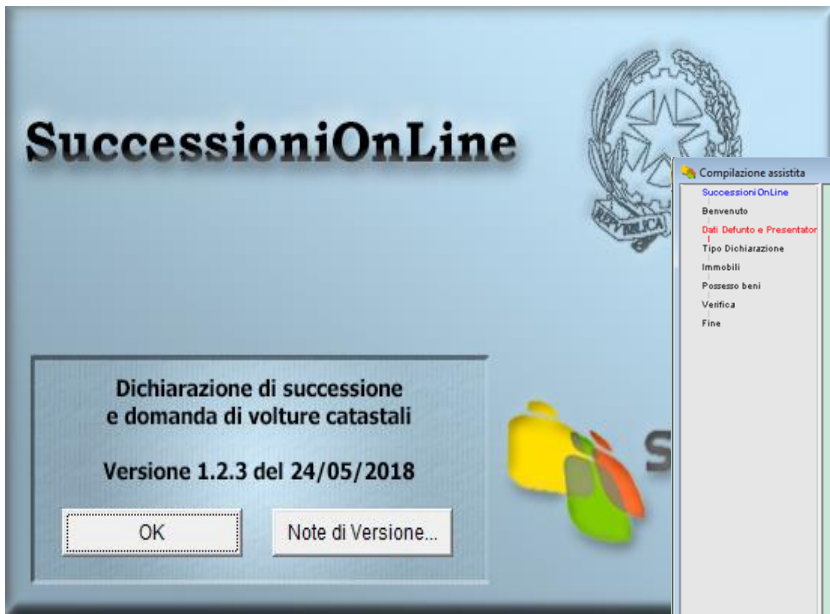 SuccessioniOnLine
Dichiarazione di successione
e domanda di volture catastali
Versione 1.2.3 del 24/05/2018
OK
Note di Versione...
S
Compilazione assistita
SuccessioniOnLine
Benvenuto
Dati Defunto e Presentator
Tipo Dichiarazione
Immobili
Possesso beni
Verifica
Fine